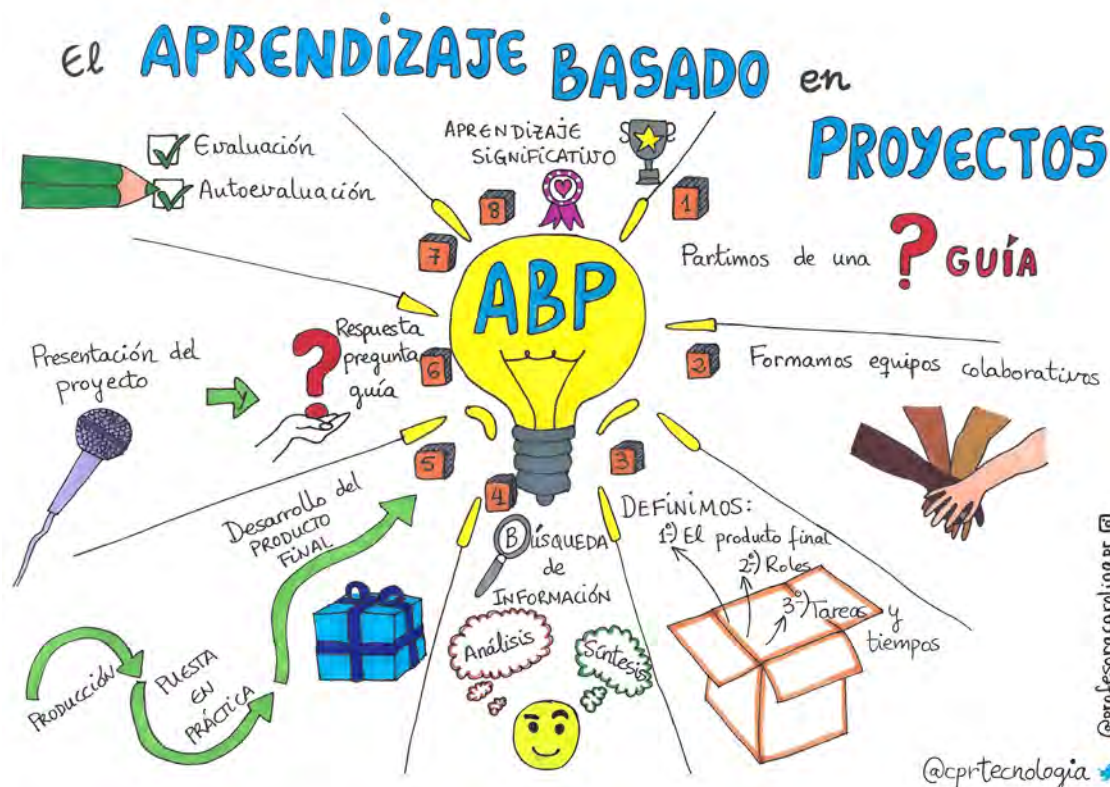 El APRENDIZAJE BASADO en
PROYECTOS
ABP
1
Partimos de una ? GUÍA
2
Formamos equipos colaborativos
3
DEFINIMOS:
1º) El producto final
2º) Roles
3º) Tareas y
tiempos
4
BÚSQUEDA
de
INFORMACIÓN
Análisis
Síntesis
5
Desarrollo del
PRODUCTO
FINAL
PRODUCCIÓN
PUESTA
EN
PRÁCTICA
6
Presentación del
proyecto
y
?
Respuesta
pregunta
guía
7
Evaluación
Autoevaluación
8
APRENDIZAJE
SIGNIFICATIVO
@cprtecnologia